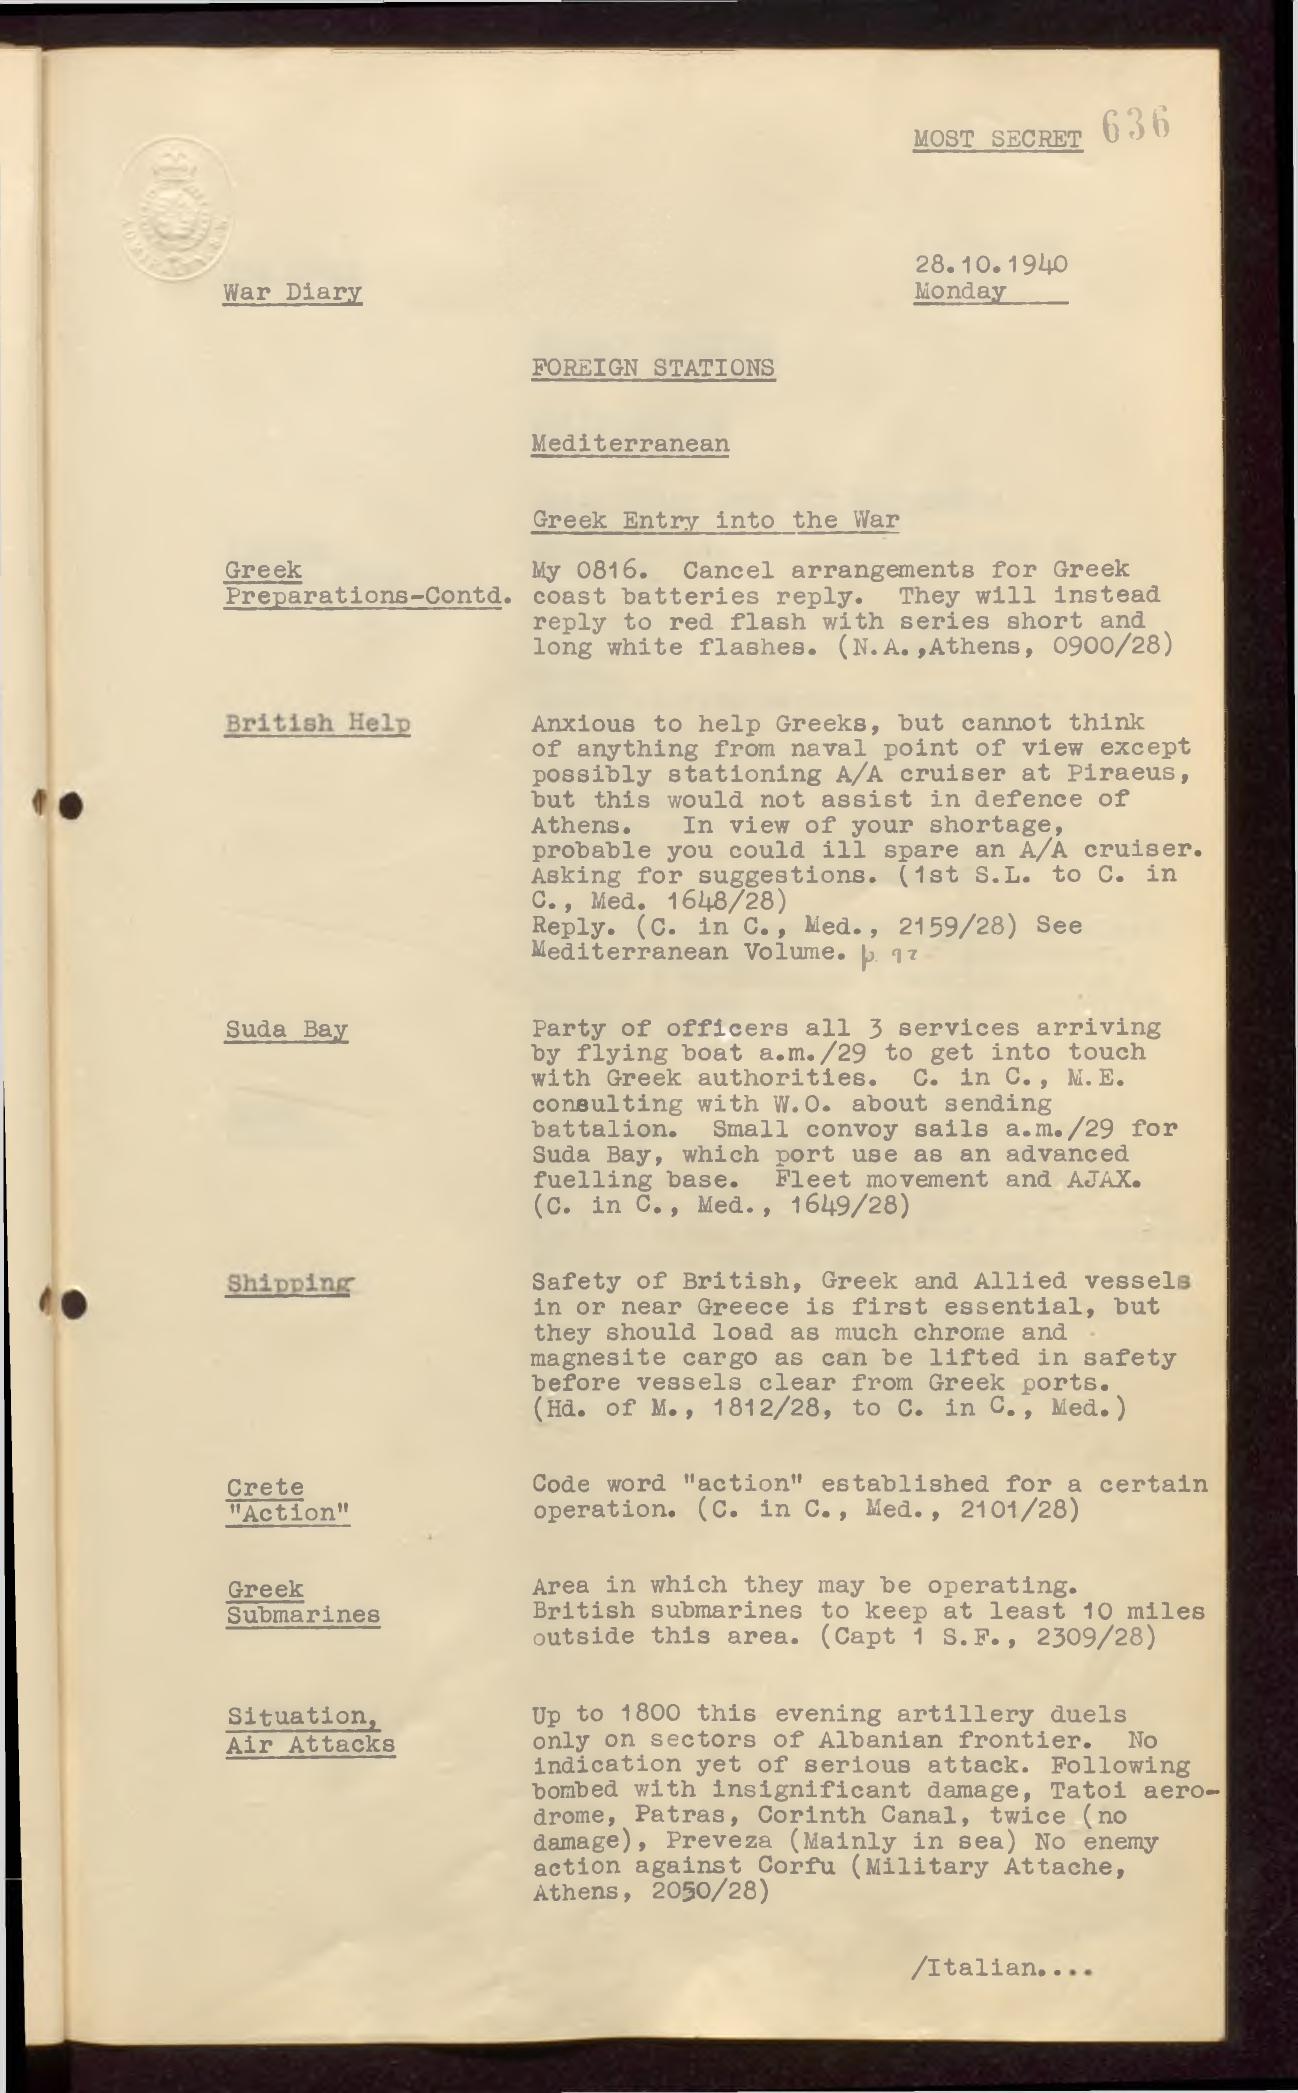 MOST SECRET 636
28.10.1940
War Diary
Monday
FOREIGN STATIONS
Mediterranean
Greek Entry into the War
Greek
Preparations-Contd.
My 0816. Cancel arrangements for Greek
coast batteries reply. They will instead
reply to red flash with series short and
long white flashes. (N.A.,Athens, 0900/28)
British Help
Anxious to help Greeks, but cannot think
of anything from naval point of view except
possibly stationing A/A cruiser at Piraeus,
but this would not assist in defence of
Athens. In view of your shortage,
probable you could ill spare an A/A cruiser.
Asking for suggestions. (1st S.L. to C. in
C., Med. 1648/28)
Reply. (C. in C., Med., 2159/28) See
Mediterranean Volume. p. 97
Suda Bay
Party of officers all 3 services arriving
by flying boat a.m./29 to get into touch
with Greek authorities. C. in C., M.E.
consulting with W.O. about sending
battalion. Small convoy sails a.m./29 for
Suda Bay, which port use as an advanced
fuelling base. Fleet movement and AJAX.
(C. in C., Med., 1649/28)
Shipping
Safety of British, Greek and Allied vessels
in or near Greece is first essential, but
they should load as much chrome and
magnesite cargo as can be lifted in safety
before vessels clear from Greek ports.
(Hd. of M., 1812/28, to C. in C., Med.)
Crete
"Action"
Code word "action" established for a certain
operation. (C. in C., Med., 2101/28)
Greek
Submarines
Area in which they may be operating.
British submarines to keep at least 10 miles
outside this area. (Capt 1 S.F., 2309/28)
Situation,
Air Attacks
Up to 1800 this evening artillery duels
only on sectors of Albanian frontier. No
indication yet of serious attack. Following
bombed with insignificant damage, Tatoi aero-
drome, Patras, Corinth Canal, twice (no
damage), Preveza (Mainly in sea) No enemy
action against Corfu (Military Attache,
Athens, 2050/28)
/Italian....